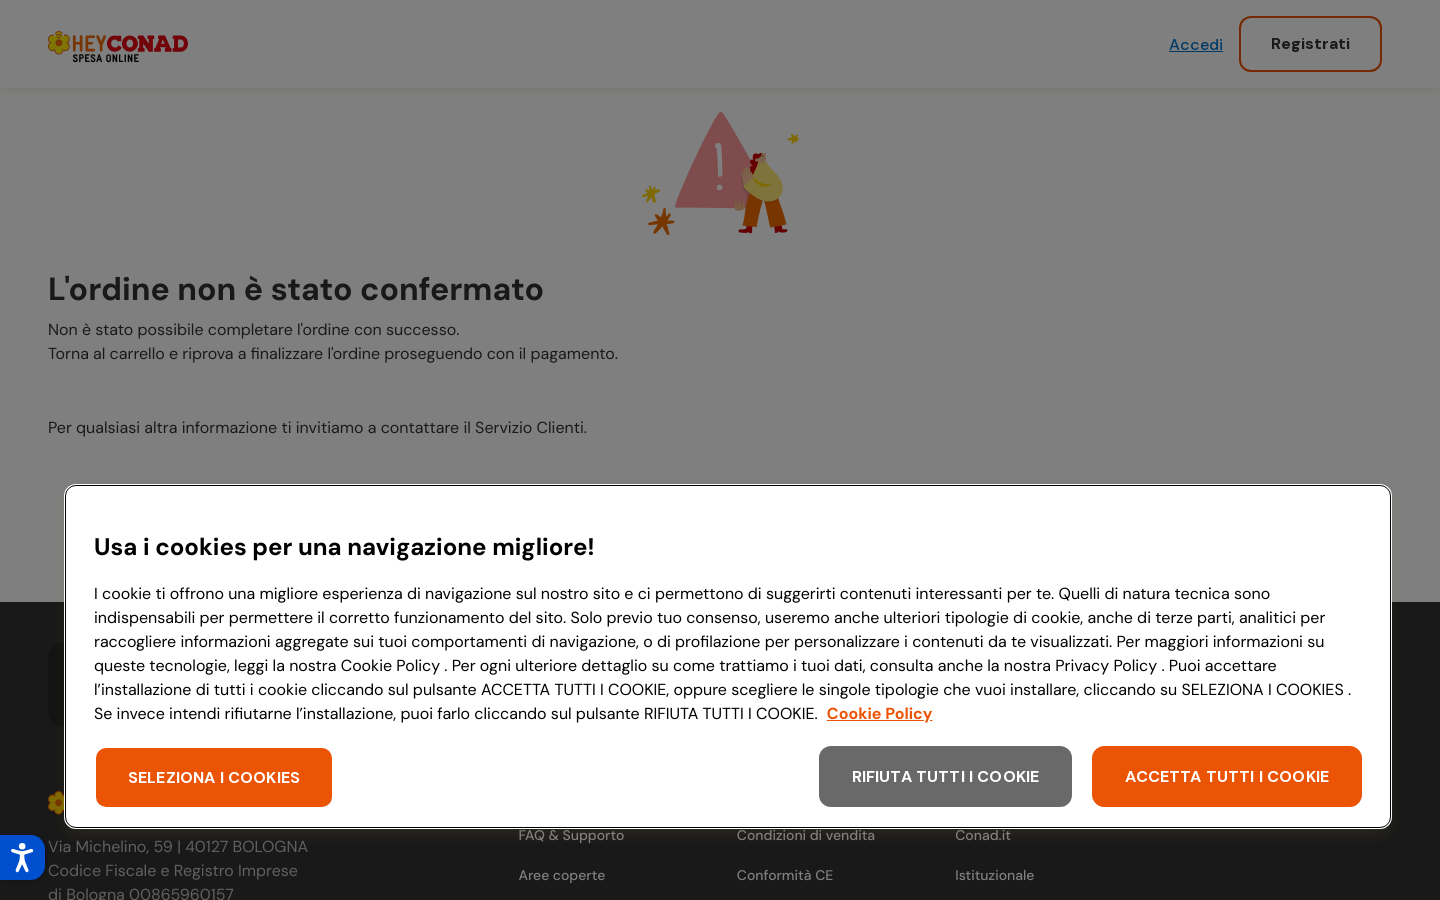 HEYCONAD
SPESA ONLINE
Accedi
Registrati
L'ordine non è stato confermato
Non è stato possibile completare l'ordine con successo.
Torna al carrello e riprova a finalizzare l'ordine proseguendo con il pagamento.
Per qualsiasi altra informazione ti invitiamo a contattare il Servizio Clienti.
Usa i cookies per una navigazione migliore!
I cookie ti offrono una migliore esperienza di navigazione sul nostro sito e ci permettono di suggerirti contenuti interessanti per te. Quelli di natura tecnica sono
indispensabili per permettere il corretto funzionamento del sito. Solo previo tuo consenso, useremo anche ulteriori tipologie di cookie, anche di terze parti, analitici per
raccogliere informazioni aggregate sui tuoi comportamenti di navigazione, o di profilazione per personalizzare i contenuti da te visualizzati. Per maggiori informazioni su
queste tecnologie, leggi la nostra Cookie Policy . Per ogni ulteriore dettaglio su come trattiamo i tuoi dati, consulta anche la nostra Privacy Policy . Puoi accettare
l’installazione di tutti i cookie cliccando sul pulsante ACCETTA TUTTI I COOKIE, oppure scegliere le singole tipologie che vuoi installare, cliccando su SELEZIONA I COOKIES .
Se invece intendi rifiutarne l’installazione, puoi farlo cliccando sul pulsante RIFIUTA TUTTI I COOKIE. Cookie Policy
SELEZIONA I COOKIES
RIFIUTA TUTTI I COOKIE
ACCETTA TUTTI I COOKIE
FAQ & Supporto
Condizioni di vendita
Conad.it
Via Michelino, 59 | 40127 BOLOGNA
Codice Fiscale e Registro Imprese
di Bologna 00865960157
Aree coperte
Conformità CE
Istituzionale